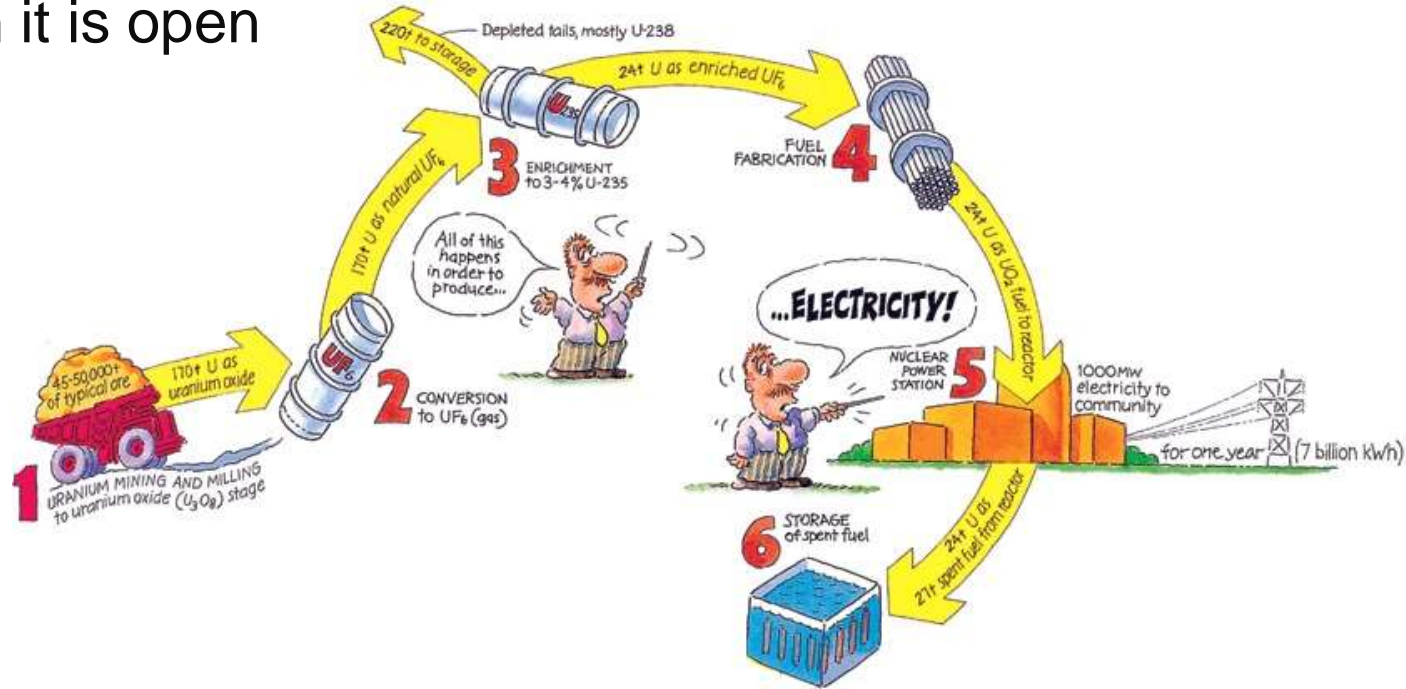 it is open
220t to storage
Depleted tails, mostly U-238
24t U as enriched UF₆
U235
3
ENRICHMENT
to 3-4% U-235
FUEL
FABRICATION
4
170t U as natural UF₆
All of this
happens
in order to
produce...
24t U as UO₂ fuel to reactor
...ELECTRICITY!
45-50,000t
of typical ore
170t U as
uranium oxide
UF₆
2
CONVERSION
to UF₆ (gas)
1
URANIUM MINING AND MILLING
to uranium oxide (U₃O₈) stage
NUCLEAR
POWER
STATION
5
1000MW
electricity to
community
for one year (7 billion kWh)
24t U as
27t spent fuel from reactor
6
STORAGE
of spent fuel